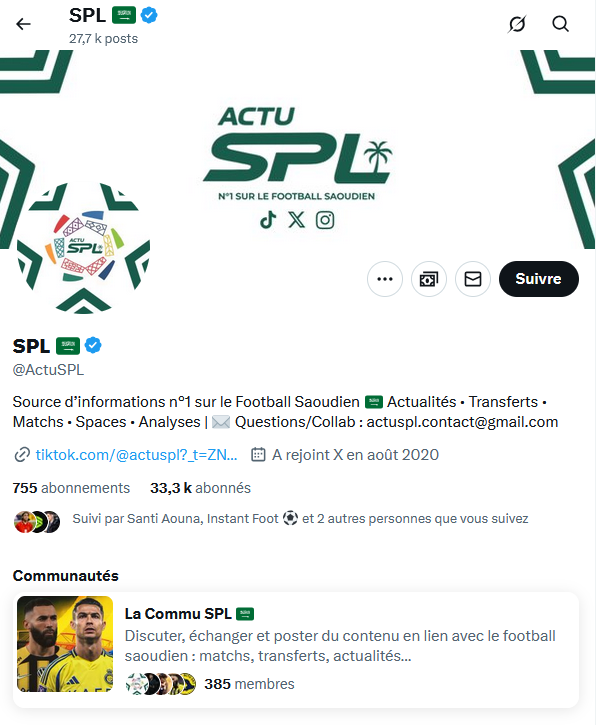 SPL
27,7 k posts
ACTU
SPL
N°1 SUR LE FOOTBALL SAOUDIEN
ACTU
SPL
Suivre
SPL
@ActuSPL
Source d'informations n°1 sur le Football Saoudien 🇸🇦 Actualités • Transferts •
Matchs • Spaces • Analyses | ✉️ Questions/Collab : actuspl.contact@gmail.com
tiktok.com/@actuspl?_t=ZN... A rejoint X en août 2020
755 abonnements 33,3 k abonnés
Suivi par Santi Aouna, Instant Foot ⚽ et 2 autres personnes que vous suivez
Communautés
La Commu SPL 🇸🇦
Discuter, échanger et poster du contenu en lien avec le football
saoudien : matchs, transferts, actualités...
385 membres